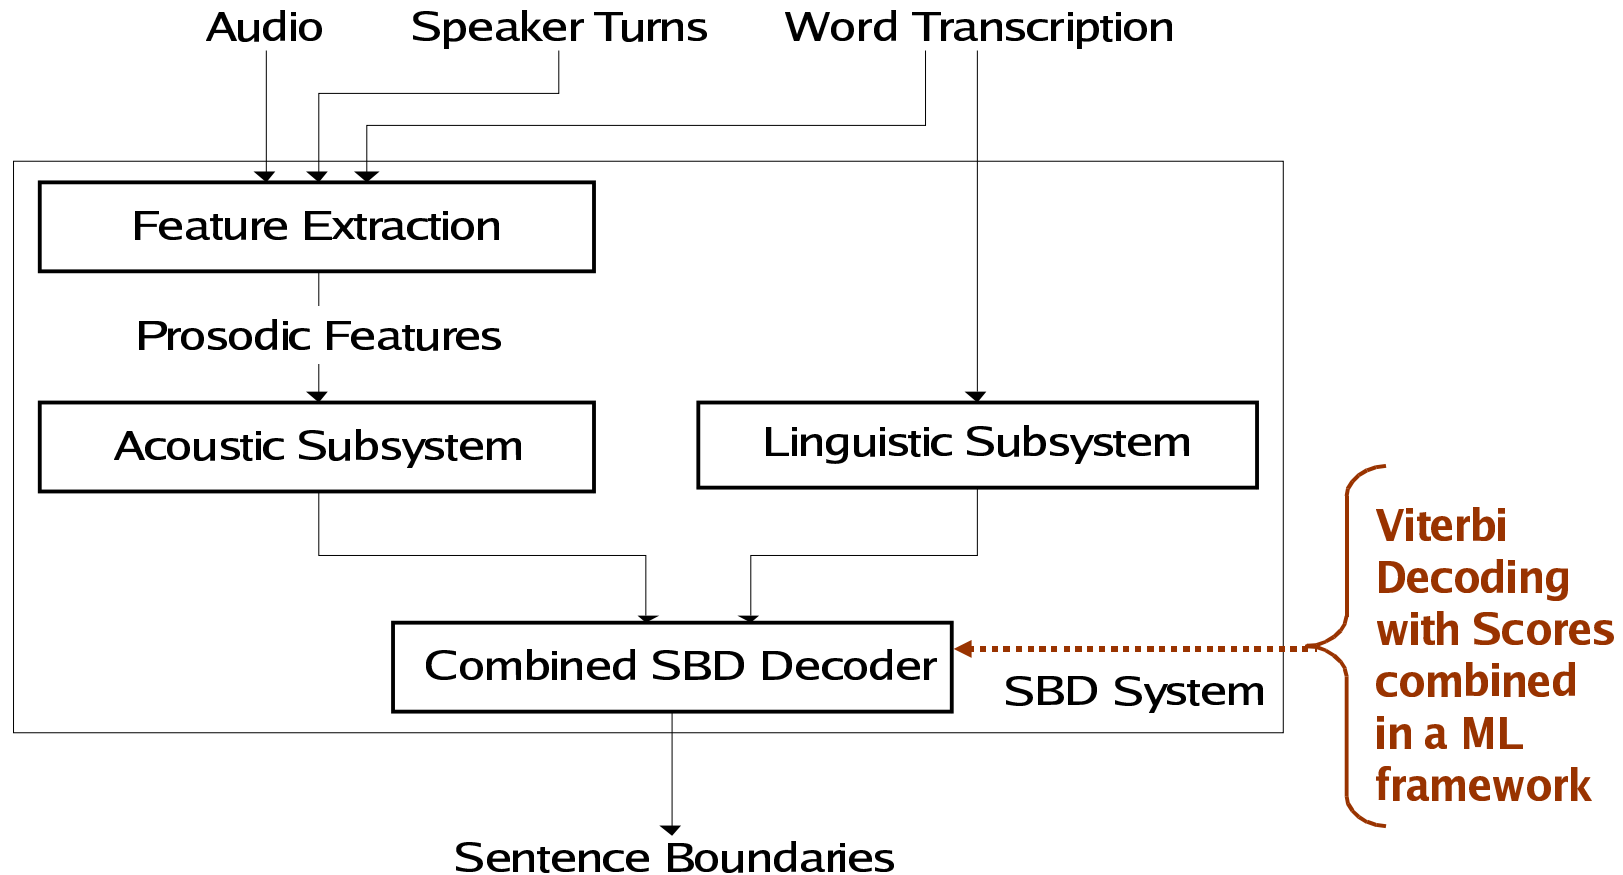 Audio
Speaker Turns
Word Transcription
Feature Extraction
Prosodic Features
Acoustic Subsystem
Linguistic Subsystem
Combined SBD Decoder
SBD System
Viterbi
Decoding
with Scores
combined
in a ML
framework
Sentence Boundaries